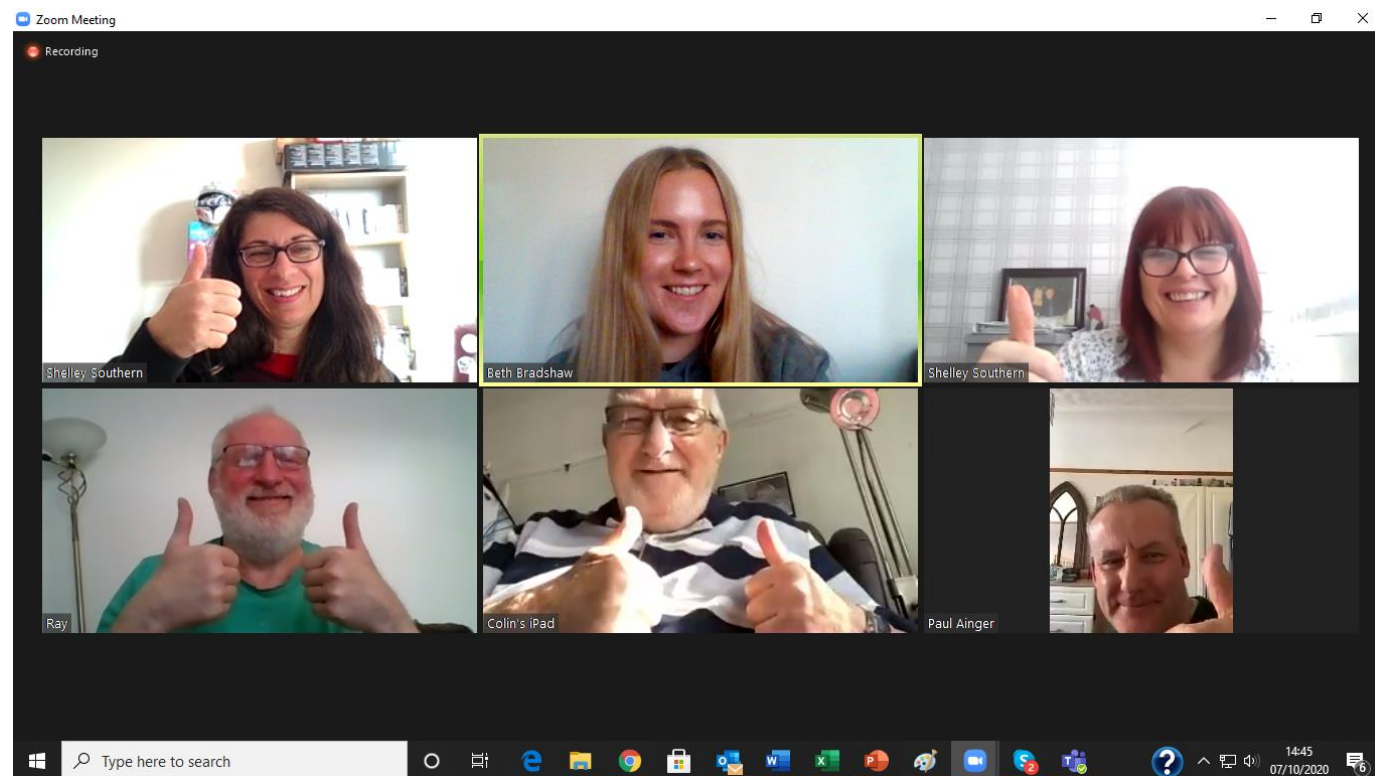 Zoom Meeting
Recording
Shelley Southern
Beth Bradshaw
Shelley Southern
Ray
Colin's iPad
Paul Ainger
Type here to search
14:45
07/10/2020